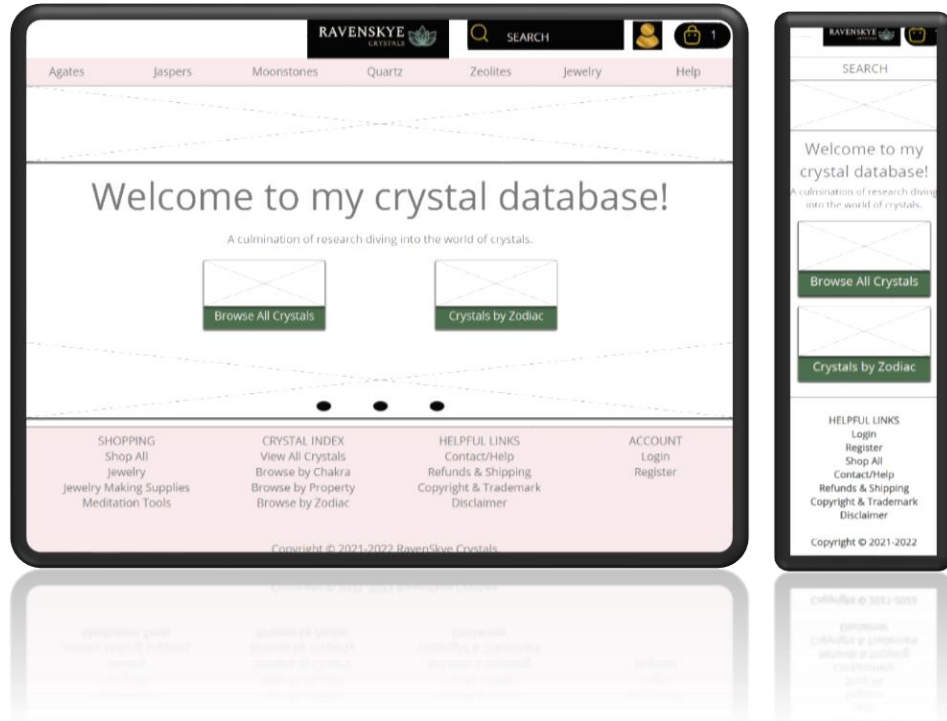 RAVENSKYE
CRYSTALS
SEARCH
1
Agates Jaspers Moonstones Quartz Zeolites Jewelry Help
Welcome to my crystal database!
A culmination of research diving into the world of crystals.
Browse All Crystals
Crystals by Zodiac
SHOPPING
Shop All
Jewelry
Jewelry Making Supplies
Meditation Tools
CRYSTAL INDEX
View All Crystals
Browse by Chakra
Browse by Property
Browse by Zodiac
HELPFUL LINKS
Contact/Help
Refunds & Shipping
Copyright & Trademark
Disclaimer
ACCOUNT
Login
Register
Copyright © 2021-2022 RavenSkye Crystals.
RAVENSKYE
CRYSTALS
SEARCH
Welcome to my
crystal database!
A culmination of research diving
into the world of crystals.
Browse All Crystals
Crystals by Zodiac
HELPFUL LINKS
Login
Register
Shop All
Contact/Help
Refunds & Shipping
Copyright & Trademark
Disclaimer
Copyright © 2021-2022